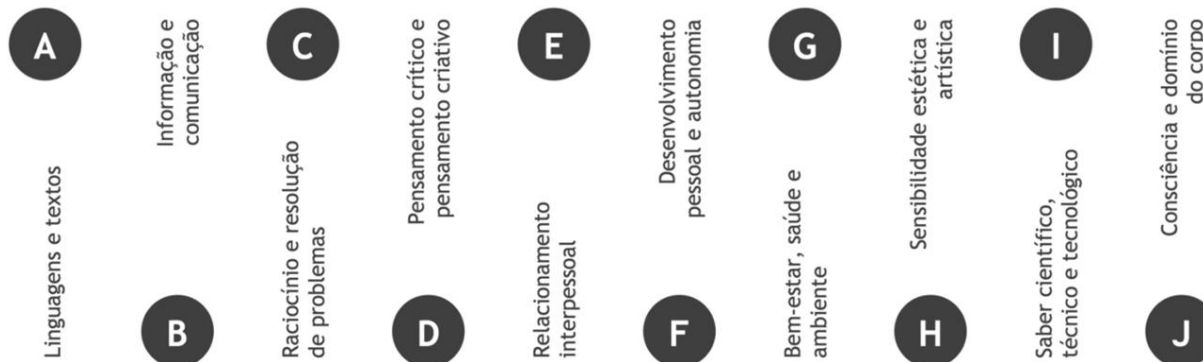 A
Linguagens e textos
Informação e
comunicação
B
C
Raciocínio e resolução
de problemas
Pensamento crítico e
pensamento criativo
D
E
Relacionamento
interpessoal
Desenvolvimento
pessoal e autonomia
F
G
Bem-estar, saúde e
ambiente
Sensibilidade estética e
artística
H
I
Saber científico,
técnico e tecnológico
Consciência e domínio
do corpo
J